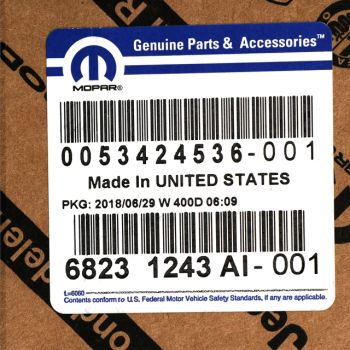 Genuine Parts & Accessories™
MOPAR®
0053424536-001
Made In UNITED STATES
PKG: 2018/06/29 W 400D 06:09
6823 1243 AI-001
L=6060
Contents conform to U.S. Federal Motor Vehicle Safety Standards, if any are applicable.